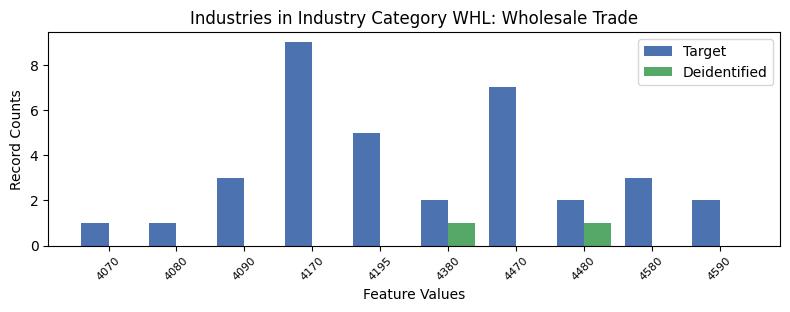 Industries in Industry Category WHL: Wholesale Trade
Target
Deidentified
Record Counts
8
6
4
2
0
4070 4080 4090 4170 4195 4380 4470 4480 4580 4590
Feature Values